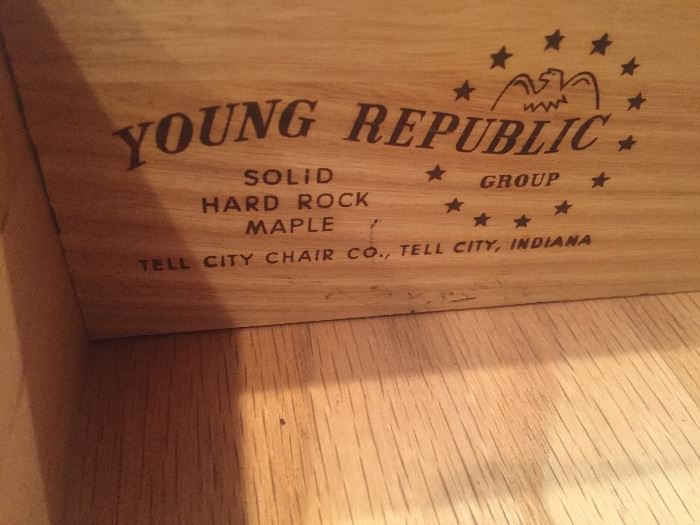 YOUNG REPUBLIC
GROUP
SOLID
HARD ROCK
MAPLE
TELL CITY CHAIR CO., TELL CITY, INDIANA